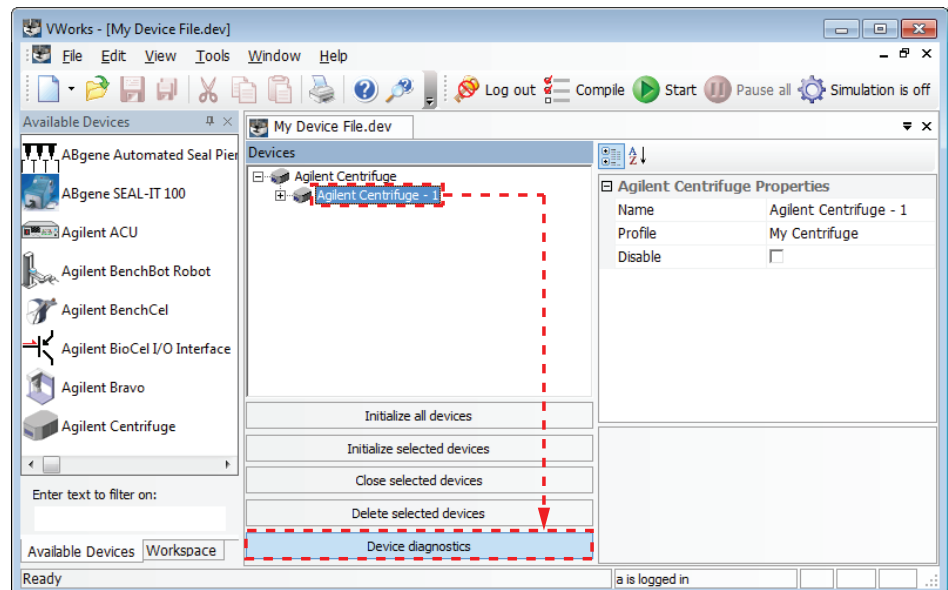 VWorks - [My Device File.dev]
File Edit View Tools Window Help
Log out Compile Start Pause all Simulation is off
Available Devices
ABgene Automated Seal Pier
ABgene SEAL-IT 100
Agilent ACU
Agilent BenchBot Robot
Agilent BenchCel
Agilent BioCel I/O Interface
Agilent Bravo
Agilent Centrifuge
Enter text to filter on:
Available Devices Workspace
My Device File.dev
Devices
Agilent Centrifuge
Agilent Centrifuge - 1
Initialize all devices
Initialize selected devices
Close selected devices
Delete selected devices
Device diagnostics
Agilent Centrifuge Properties
Name Agilent Centrifuge - 1
Profile My Centrifuge
Disable
Ready a is logged in